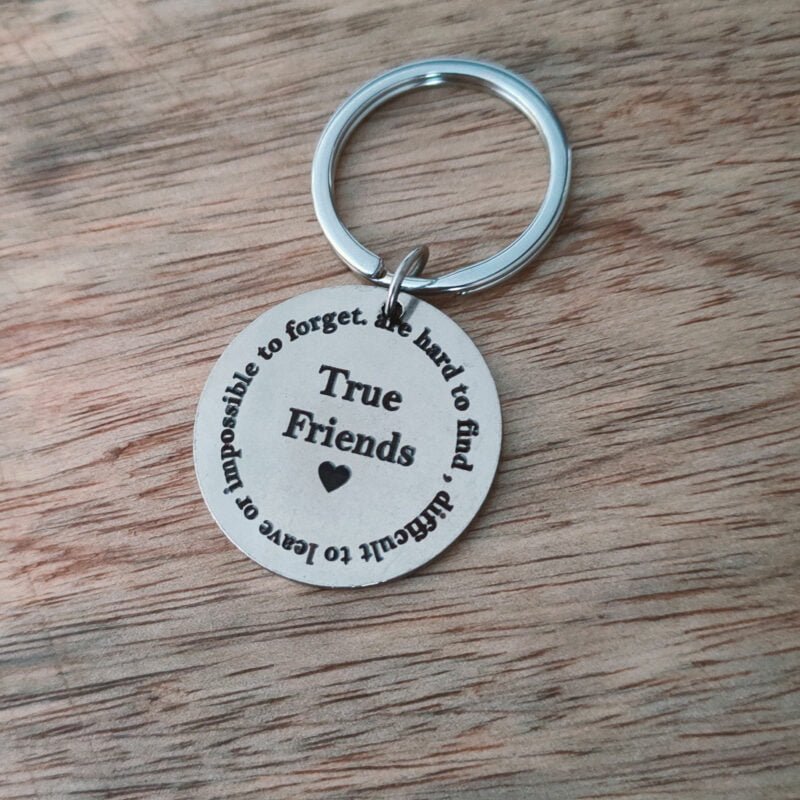 True
Friends
are hard to find , difficult to leave or impossible to forget.